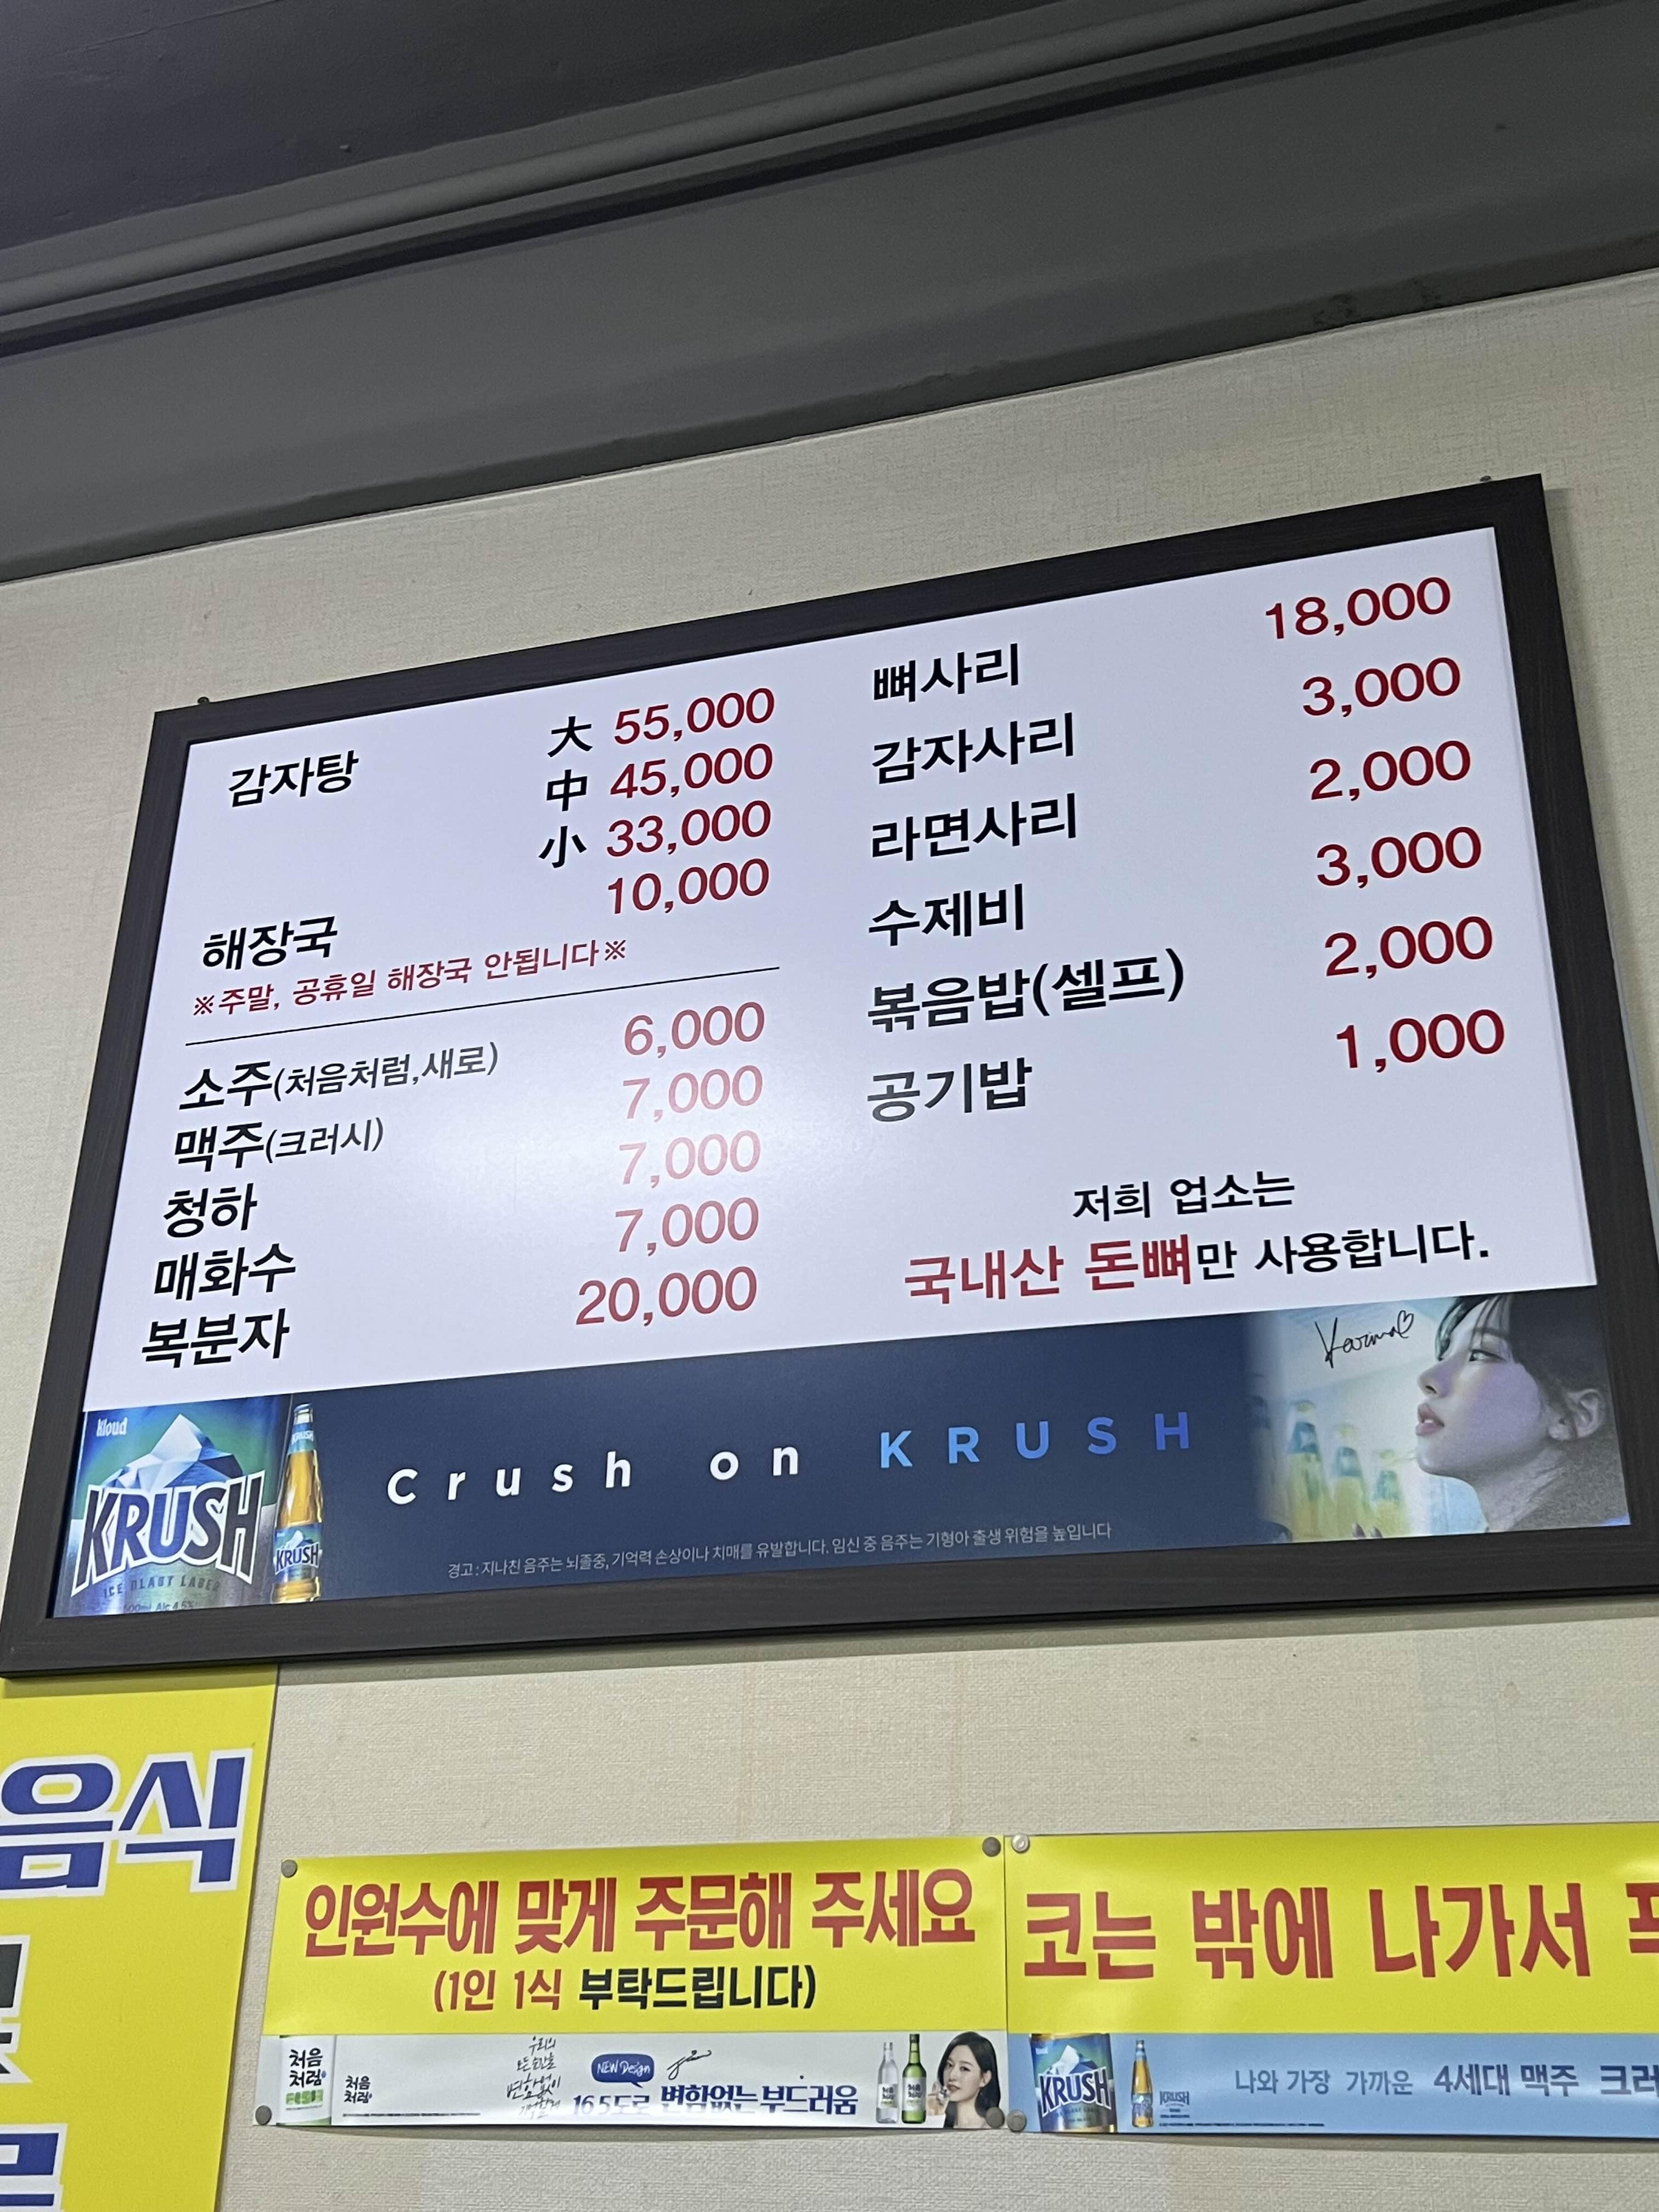 감자탕 大 55,000
中 45,000
小 33,000
해장국 10,000
※주말, 공휴일 해장국 안됩니다※
소주(처음처럼,새로) 6,000
맥주(크러시) 7,000
청하 7,000
매화수 7,000
복분자 20,000
뼈사리 18,000
감자사리 3,000
라면사리 2,000
수제비 3,000
볶음밥(셀프) 2,000
공기밥 1,000
저희 업소는
국내산 돈뼈만 사용합니다.
Karina
Kloud
KRUSH
KRUSH
Crush on KRUSH
경고 : 지나친 음주는 뇌졸중, 기억력 손상이나 치매를 유발합니다. 임신 중 음주는 기형아 출생 위험을 높입니다
음식
인원수에 맞게 주문해 주세요
(1인 1식 부탁드립니다)
처음
처럼
처음
처럼
NEW Design
16.5도로 변함없는 부드러움
코는 밖에 나가서
KRUSH
KRUSH
나와 가장 가까운 4세대 맥주